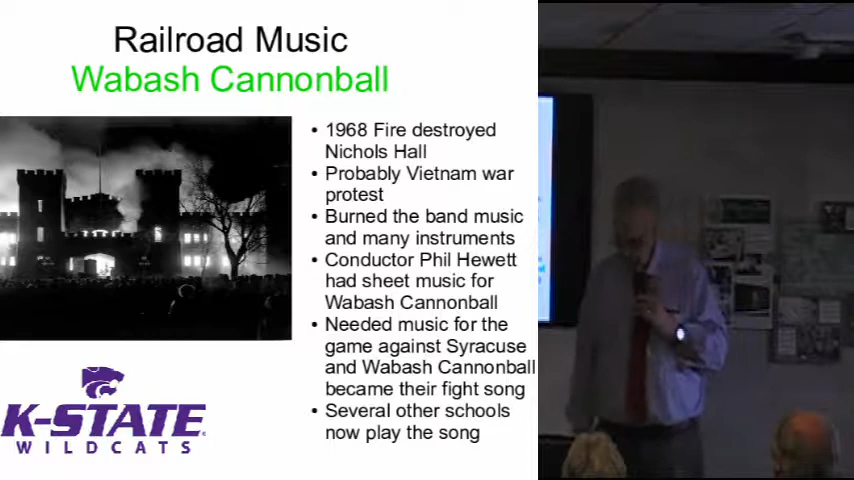 Railroad Music
Wabash Cannonball
• 1968 Fire destroyed
Nichols Hall
• Probably Vietnam war
protest
• Burned the band music
and many instruments
• Conductor Phil Hewett
had sheet music for
Wabash Cannonball
• Needed music for the
game against Syracuse
and Wabash Cannonball
became their fight song
• Several other schools
now play the song
K-STATE
WILDCATS